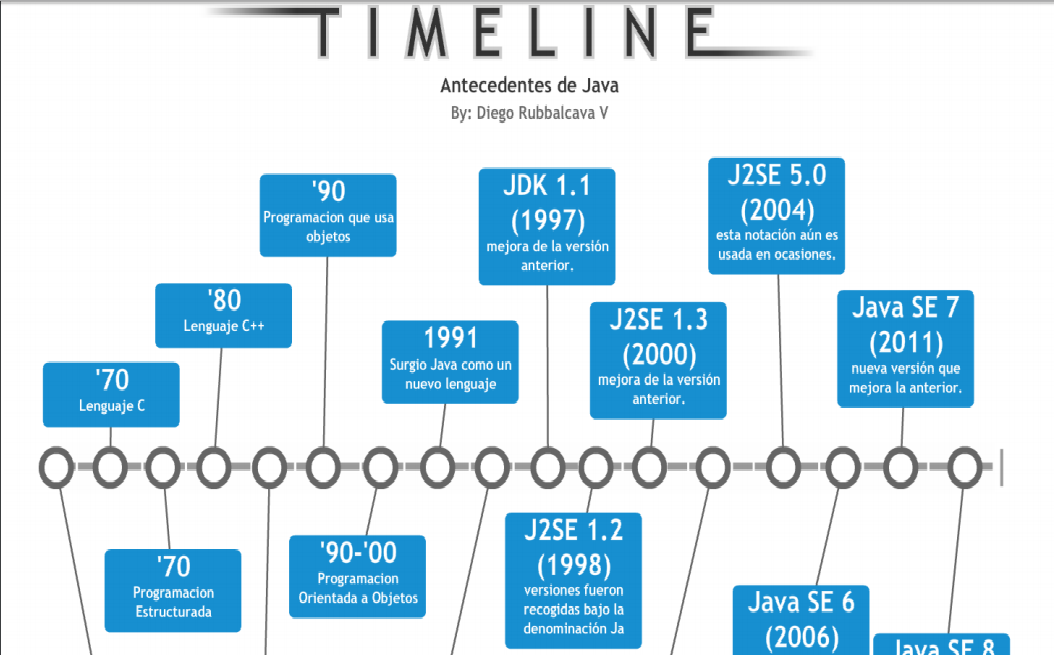 TIMELINE
Antecedentes de Java
By: Diego Rubbalcava V
'90
Programacion que usa
objetos
JDK 1.1
(1997)
mejora de la versión
anterior.
J2SE 5.0
(2004)
esta notación aún es
usada en ocasiones.
'80
Lenguaje C++
1991
Surgio Java como un
nuevo lenguaje
J2SE 1.3
(2000)
mejora de la versión
anterior.
Java SE 7
(2011)
nueva versión que
mejora la anterior.
'70
Lenguaje C
'70
Programacion
Estructurada
'90-'00
Programacion
Orientada a Objetos
J2SE 1.2
(1998)
versiones fueron
recogidas bajo la
denominación Ja
Java SE 6
(2006)
Java SE 8